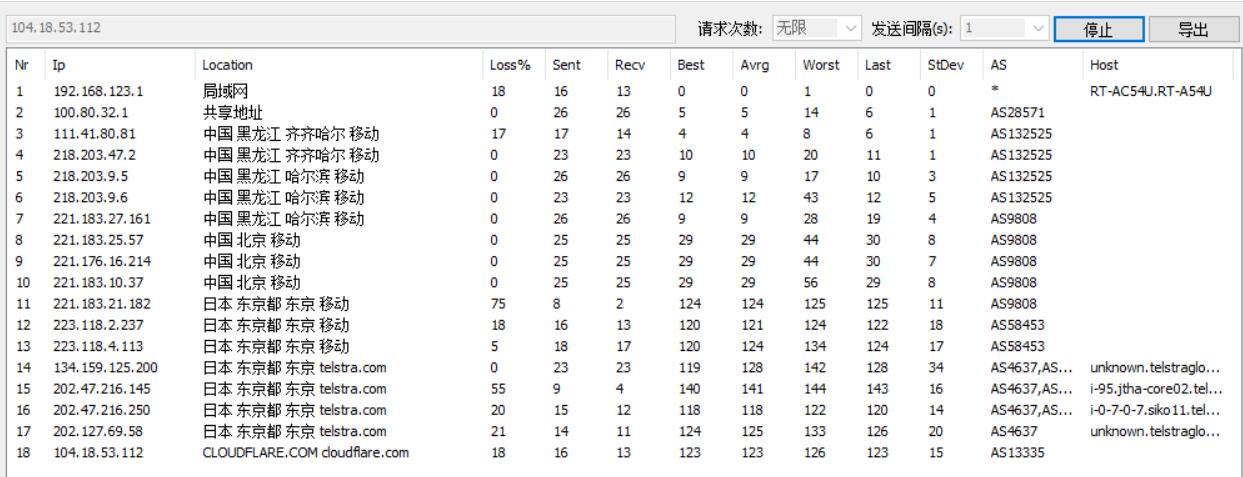 104.18.53.112 请求次数: 无限 发送间隔(s): 1 停止 导出
Nr Ip Location Loss% Sent Recv Best Avrg Worst Last StDev AS Host
1 192.168.123.1 局域网 18 16 13 0 0 1 0 0 * RT-AC54U.RT-A54U
2 100.80.32.1 共享地址 0 26 26 5 5 14 6 1 AS28571
3 111.41.80.81 中国 黑龙江 齐齐哈尔 移动 17 17 14 4 4 8 6 1 AS132525
4 218.203.47.2 中国 黑龙江 齐齐哈尔 移动 0 23 23 10 10 20 11 1 AS132525
5 218.203.9.5 中国 黑龙江 哈尔滨 移动 0 26 26 9 9 17 10 3 AS132525
6 218.203.9.6 中国 黑龙江 哈尔滨 移动 0 23 23 12 12 43 12 5 AS132525
7 221.183.27.161 中国 黑龙江 哈尔滨 移动 0 26 26 9 9 28 19 4 AS9808
8 221.183.25.57 中国 北京 移动 0 25 25 29 29 44 30 8 AS9808
9 221.176.16.214 中国 北京 移动 0 25 25 29 29 44 30 7 AS9808
10 221.183.10.37 中国 北京 移动 0 25 25 29 29 56 29 8 AS9808
11 221.183.21.182 日本 东京都 东京 移动 75 8 2 124 124 125 125 11 AS9808
12 223.118.2.237 日本 东京都 东京 移动 18 16 13 120 121 124 122 18 AS58453
13 223.118.4.113 日本 东京都 东京 移动 5 18 17 120 124 134 124 17 AS58453
14 134.159.125.200 日本 东京都 东京 telstra.com 0 23 23 119 128 142 128 34 AS4637,AS... unknown.telstraglo...
15 202.47.216.145 日本 东京都 东京 telstra.com 55 9 4 140 141 144 143 16 AS4637,AS... i-95.jtha-core02.tel...
16 202.47.216.250 日本 东京都 东京 telstra.com 20 15 12 118 118 122 120 14 AS4637,AS... i-0-7-0-7.siko11.tel...
17 202.127.69.58 日本 东京都 东京 telstra.com 21 14 11 124 125 133 126 20 AS4637 unknown.telstraglo...
18 104.18.53.112 CLOUDFLARE.COM cloudflare.com 18 16 13 123 123 126 123 15 AS13335